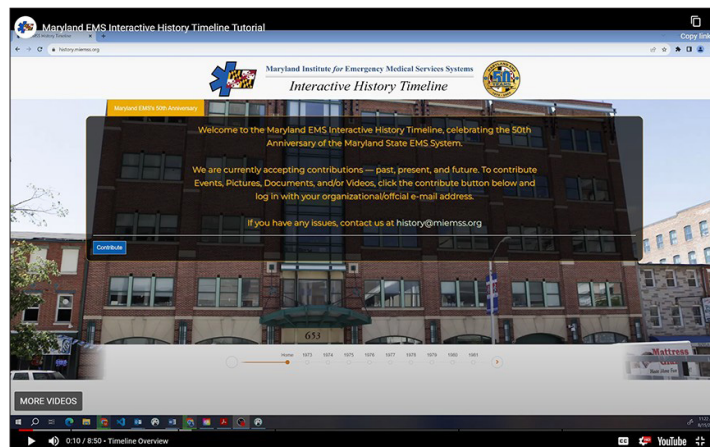 Maryland EMS Interactive History Timeline Tutorial
Copy link
history.miemss.org
Maryland Institute for Emergency Medical Services Systems
Interactive History Timeline
50
Maryland EMS's 50th Anniversary
Welcome to the Maryland EMS Interactive History Timeline, celebrating the 50th
Anniversary of the Maryland State EMS System.
We are currently accepting contributions — past, present, and future. To contribute
Events, Pictures, Documents, and/or Videos, click the contribute button below and
log in with your organizational/offcial e-mail address.
If you have any issues, contact us at history@miemss.org
Contribute
653
Home 1973 1974 1975 1976 1977 1978 1979 1980 1981
Mattress
MORE VIDEOS
0:10 / 8:50 • Timeline Overview
CC
HD
YouTube